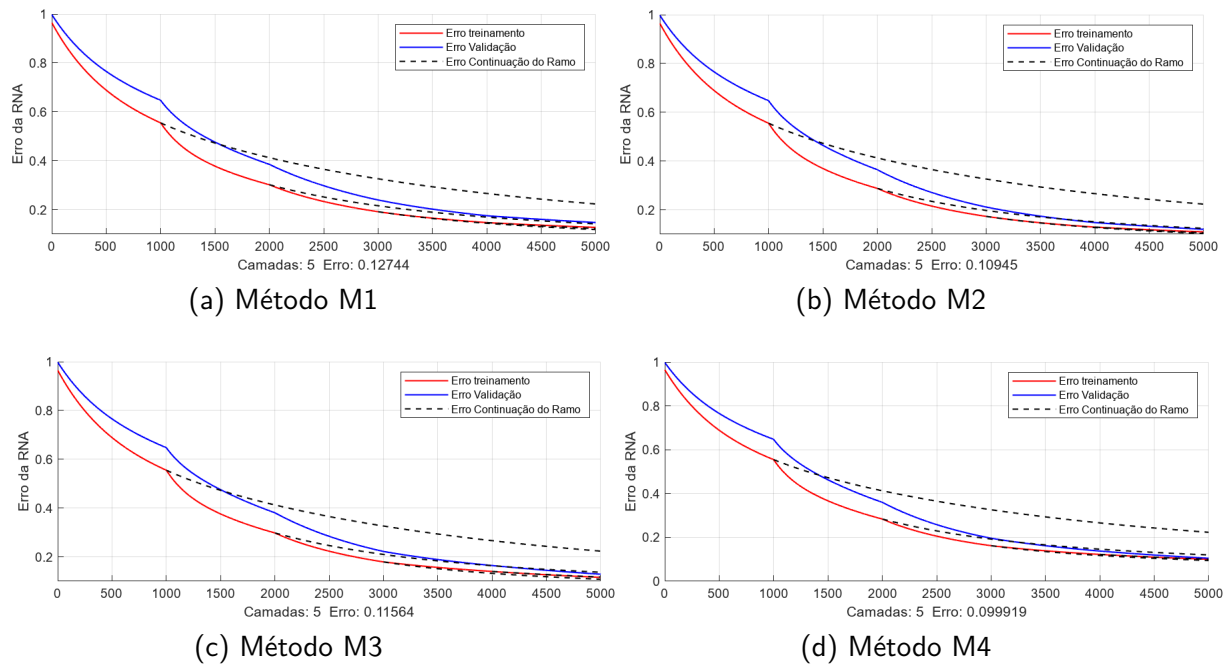 1
0.8
0.6
0.4
0.2
Erro da RNA
Erro treinamento
Erro Validação
Erro Continuação do Ramo
0 500 1000 1500 2000 2500 3000 3500 4000 4500 5000
Camadas: 5 Erro: 0.12744
(a) Método M1
1
0.8
0.6
0.4
0.2
Erro da RNA
Erro treinamento
Erro Validação
Erro Continuação do Ramo
0 500 1000 1500 2000 2500 3000 3500 4000 4500 5000
Camadas: 5 Erro: 0.10945
(b) Método M2
1
0.8
0.6
0.4
0.2
Erro da RNA
Erro treinamento
Erro Validação
Erro Continuação do Ramo
0 500 1000 1500 2000 2500 3000 3500 4000 4500 5000
Camadas: 5 Erro: 0.11564
(c) Método M3
1
0.8
0.6
0.4
0.2
0
Erro da RNA
Erro treinamento
Erro Validação
Erro Continuação do Ramo
0 500 1000 1500 2000 2500 3000 3500 4000 4500 5000
Camadas: 5 Erro: 0.099919
(d) Método M4